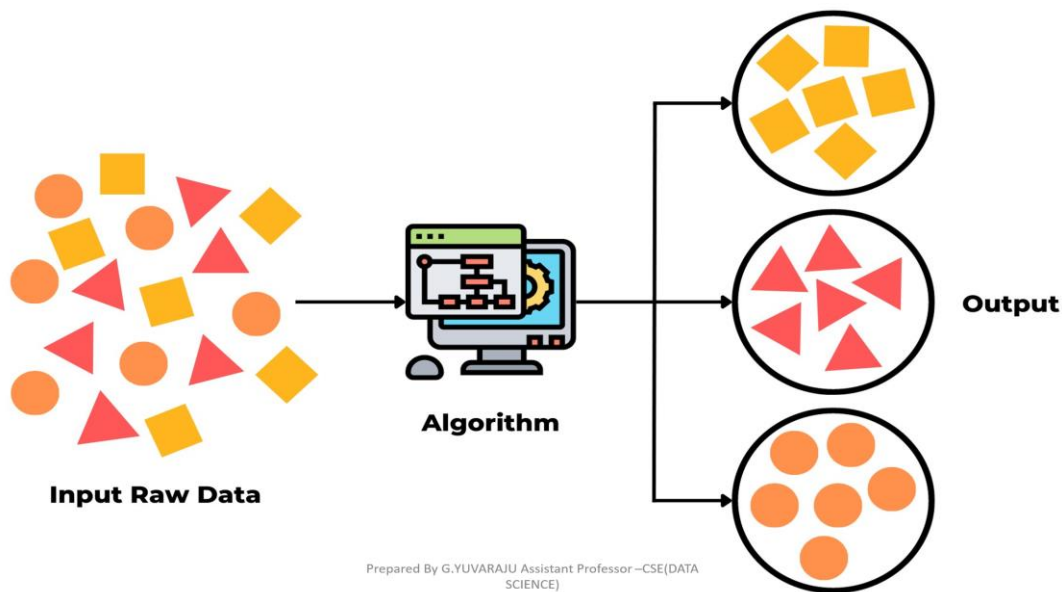 Input Raw Data
Algorithm
Output
Prepared By G.YUVARAJU Assistant Professor –CSE(DATA
SCIENCE)